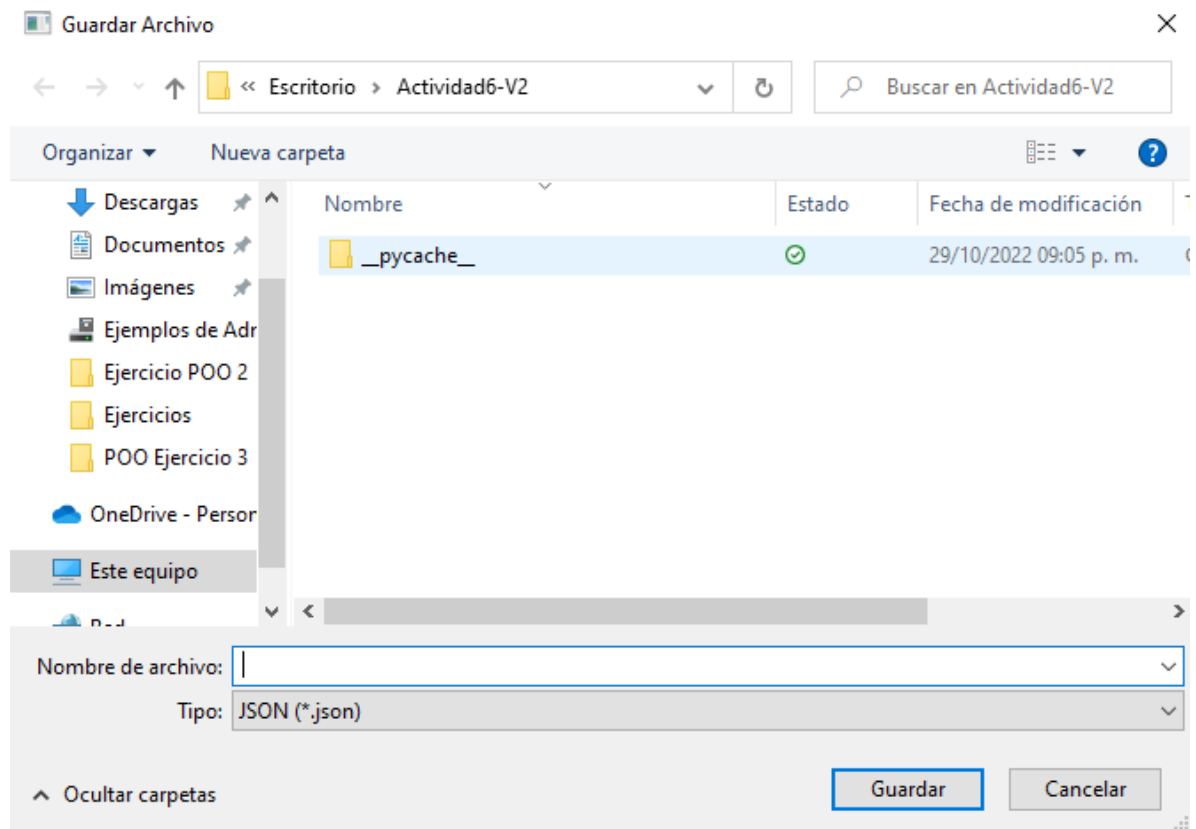 Guardar Archivo
« Escritorio > Actividad6-V2
Buscar en Actividad6-V2
Organizar
Nueva carpeta
Descargas
Nombre
Estado
Fecha de modificación
Documentos
__pycache__
29/10/2022 09:05 p. m.
Imágenes
Ejemplos de Adr
Ejercicio POO 2
Ejercicios
POO Ejercicio 3
OneDrive - Person
Este equipo
Nombre de archivo:
Tipo: JSON (*.json)
Ocultar carpetas
Guardar
Cancelar